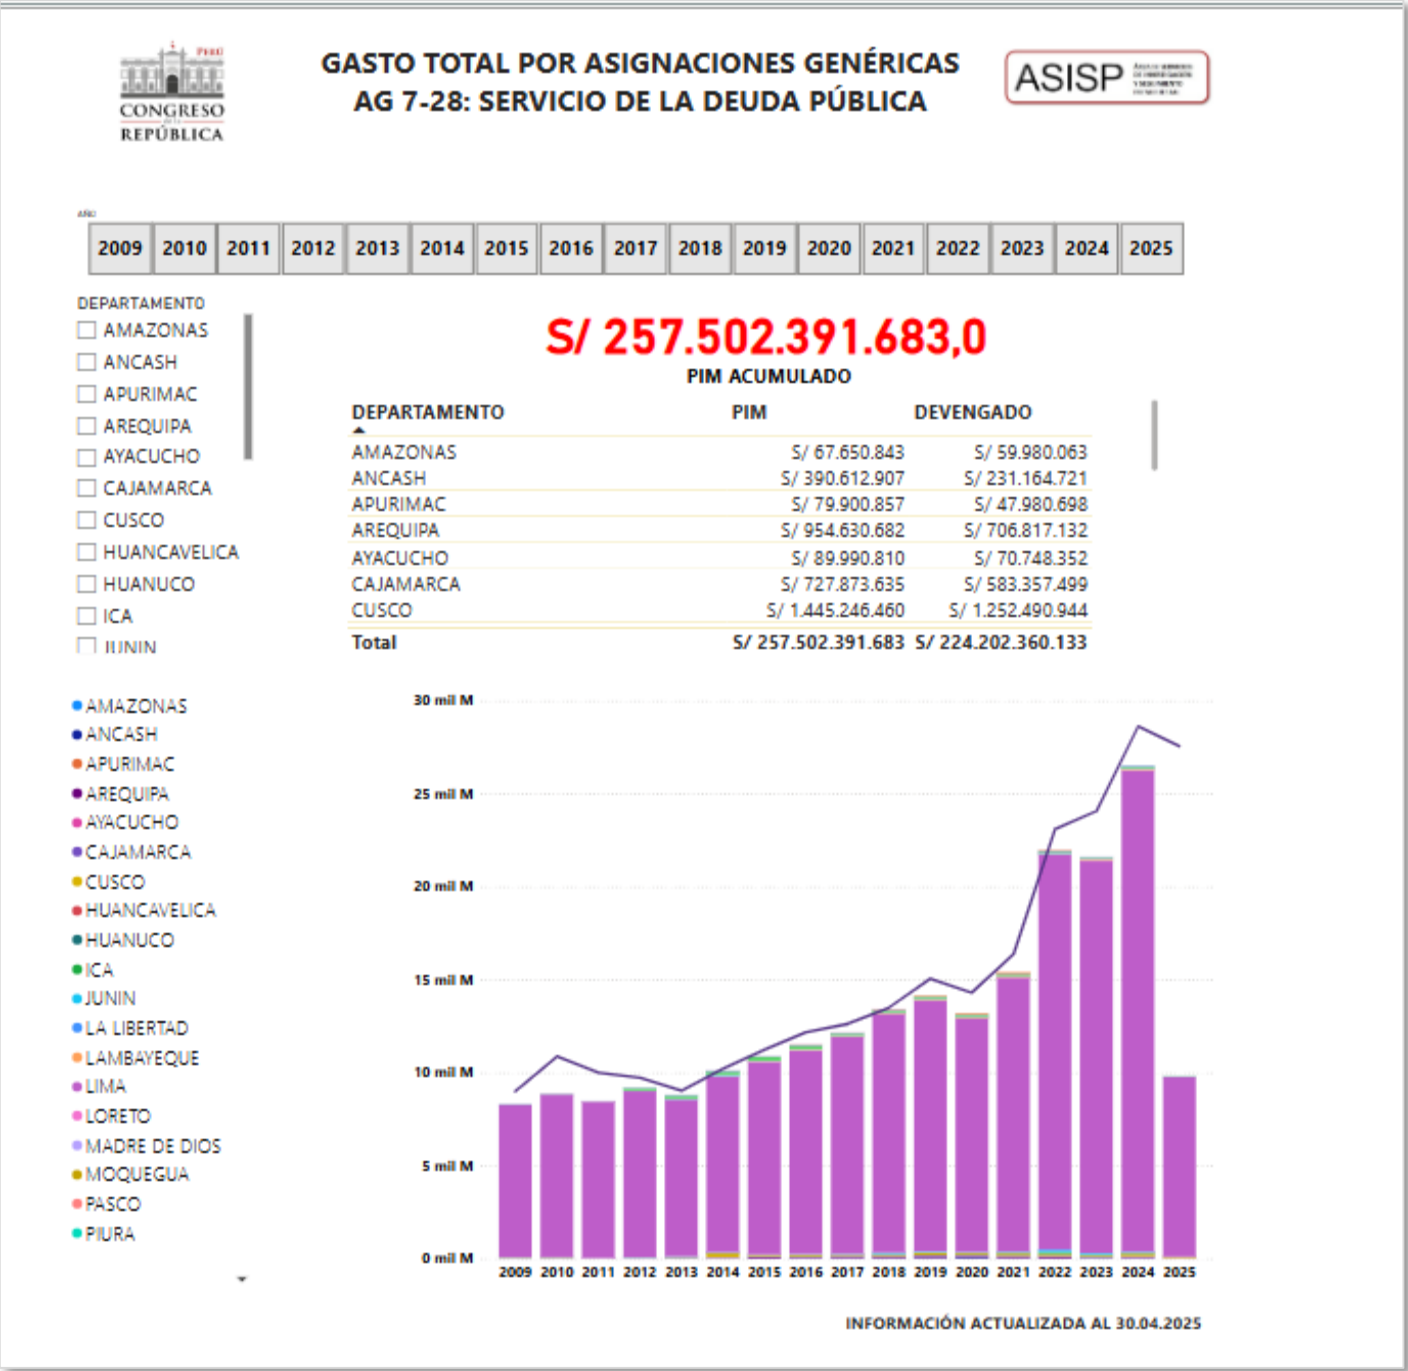 PERÚ
CONGRESO
de la
REPÚBLICA
GASTO TOTAL POR ASIGNACIONES GENÉRICAS
AG 7-28: SERVICIO DE LA DEUDA PÚBLICA
ASISP
AÑO
2009 2010 2011 2012 2013 2014 2015 2016 2017 2018 2019 2020 2021 2022 2023 2024 2025
DEPARTAMENTO
AMAZONAS
ANCASH
APURIMAC
AREQUIPA
AYACUCHO
CAJAMARCA
CUSCO
HUANCAVELICA
HUANUCO
ICA
JUNIN
S/ 257.502.391.683,0
PIM ACUMULADO
DEPARTAMENTO PIM DEVENGADO
AMAZONAS S/ 67.650.843 S/ 59.980.063
ANCASH S/ 390.612.907 S/ 231.164.721
APURIMAC S/ 79.900.857 S/ 47.980.698
AREQUIPA S/ 954.630.682 S/ 706.817.132
AYACUCHO S/ 89.990.810 S/ 70.748.352
CAJAMARCA S/ 727.873.635 S/ 583.357.499
CUSCO S/ 1.445.246.460 S/ 1.252.490.944
Total S/ 257.502.391.683 S/ 224.202.360.133
AMAZONAS
ANCASH
APURIMAC
AREQUIPA
AYACUCHO
CAJAMARCA
CUSCO
HUANCAVELICA
HUANUCO
ICA
JUNIN
LA LIBERTAD
LAMBAYEQUE
LIMA
LORETO
MADRE DE DIOS
MOQUEGUA
PASCO
PIURA
30 mil M
25 mil M
20 mil M
15 mil M
10 mil M
5 mil M
0 mil M
2009 2010 2011 2012 2013 2014 2015 2016 2017 2018 2019 2020 2021 2022 2023 2024 2025
INFORMACIÓN ACTUALIZADA AL 30.04.2025